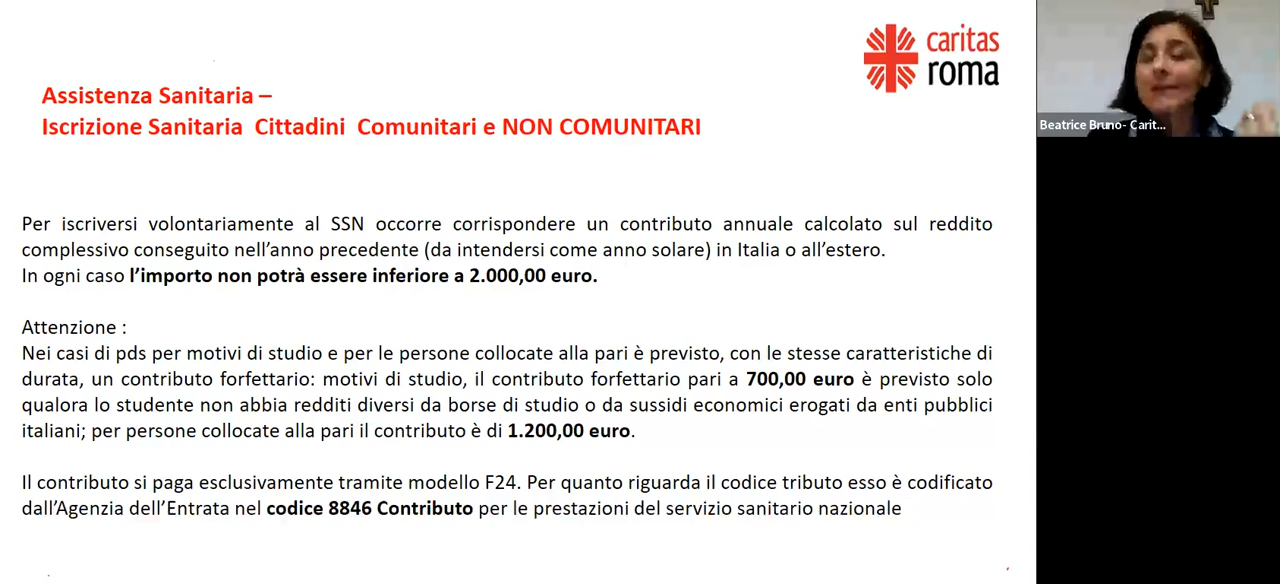 caritas
roma
Assistenza Sanitaria –
Iscrizione Sanitaria Cittadini Comunitari e NON COMUNITARI
Beatrice Bruno- Carit...
Per iscriversi volontariamente al SSN occorre corrispondere un contributo annuale calcolato sul reddito
complessivo conseguito nell’anno precedente (da intendersi come anno solare) in Italia o all’estero.
In ogni caso l’importo non potrà essere inferiore a 2.000,00 euro.
Attenzione :
Nei casi di pds per motivi di studio e per le persone collocate alla pari è previsto, con le stesse caratteristiche di
durata, un contributo forfettario: motivi di studio, il contributo forfettario pari a 700,00 euro è previsto solo
qualora lo studente non abbia redditi diversi da borse di studio o da sussidi economici erogati da enti pubblici
italiani; per persone collocate alla pari il contributo è di 1.200,00 euro.
Il contributo si paga esclusivamente tramite modello F24. Per quanto riguarda il codice tributo esso è codificato
dall’Agenzia dell’Entrata nel codice 8846 Contributo per le prestazioni del servizio sanitario nazionale